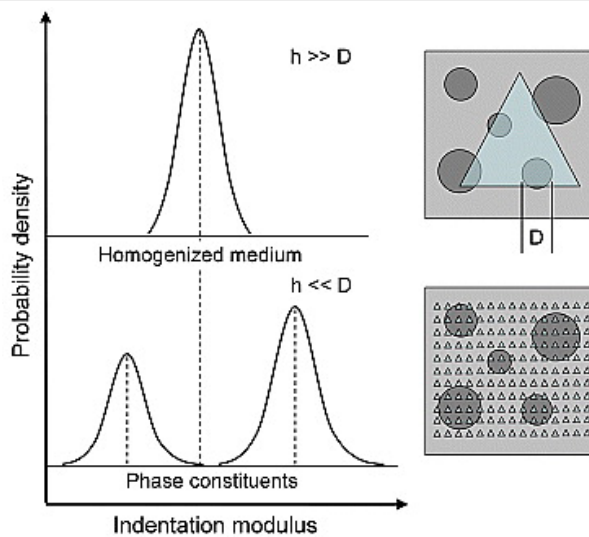 Probability density
h >> D
Homogenized medium
D
h << D
Phase constituents
Indentation modulus